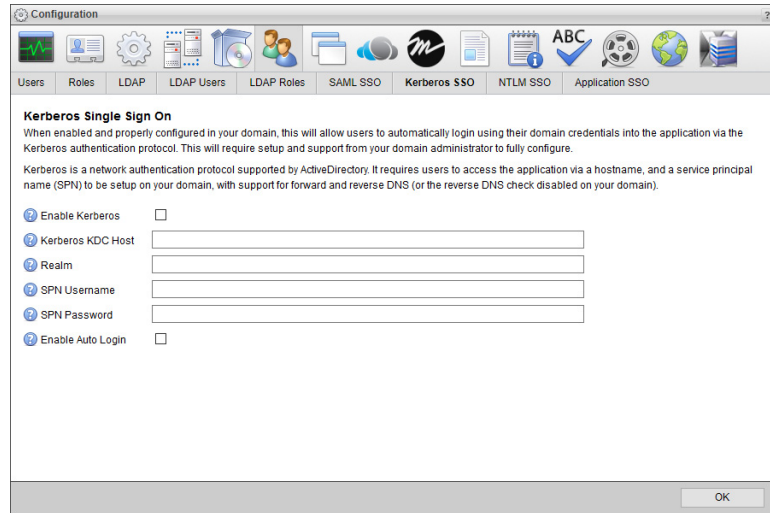 Configuration
?
ABC
Users Roles LDAP LDAP Users LDAP Roles SAML SSO Kerberos SSO NTLM SSO Application SSO
Kerberos Single Sign On
When enabled and properly configured in your domain, this will allow users to automatically login using their domain credentials into the application via the
Kerberos authentication protocol. This will require setup and support from your domain administrator to fully configure.
Kerberos is a network authentication protocol supported by ActiveDirectory. It requires users to access the application via a hostname, and a service principal
name (SPN) to be setup on your domain, with support for forward and reverse DNS (or the reverse DNS check disabled on your domain).
? Enable Kerberos
? Kerberos KDC Host
? Realm
? SPN Username
? SPN Password
? Enable Auto Login
OK